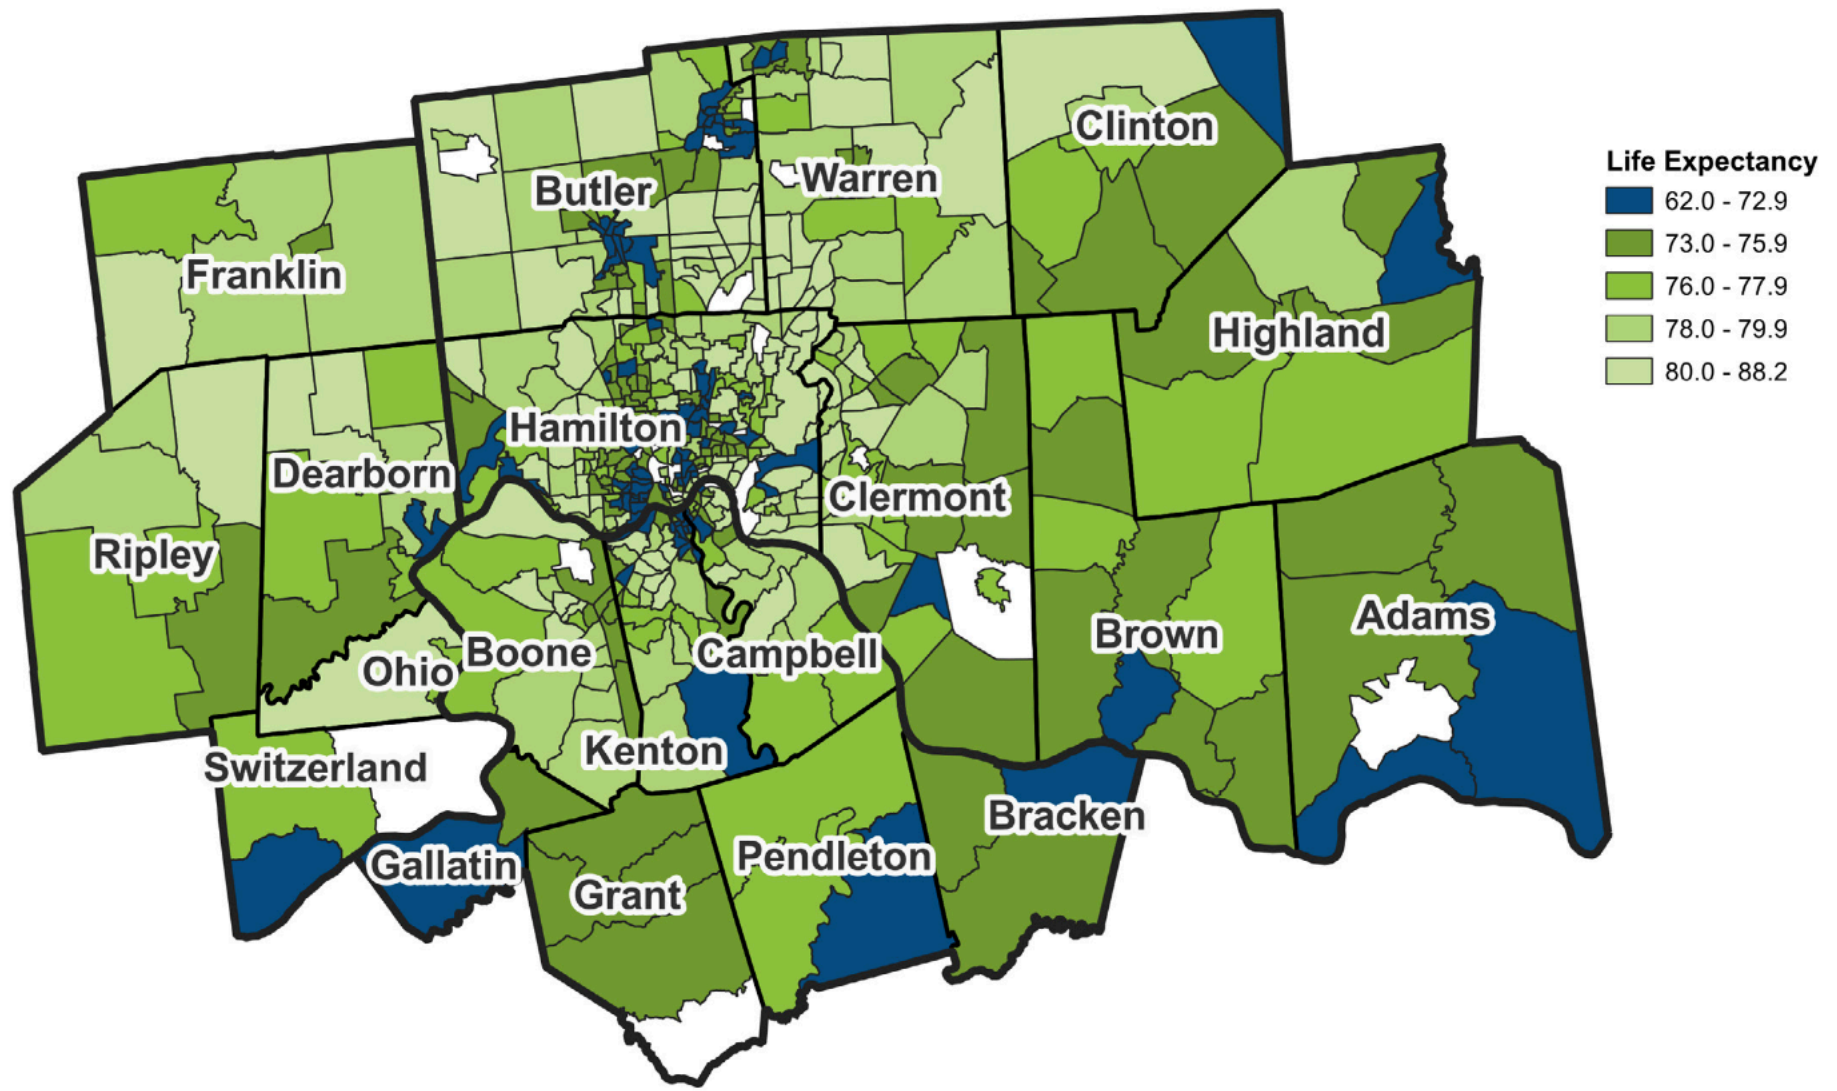 Clinton
Life Expectancy
62.0 - 72.9
73.0 - 75.9
76.0 - 77.9
78.0 - 79.9
80.0 - 88.2
Butler
Warren
Franklin
Highland
Hamilton
Dearborn
Clermont
Ripley
Adams
Brown
Boone
Campbell
Ohio
Kenton
Switzerland
Bracken
Gallatin
Pendleton
Grant